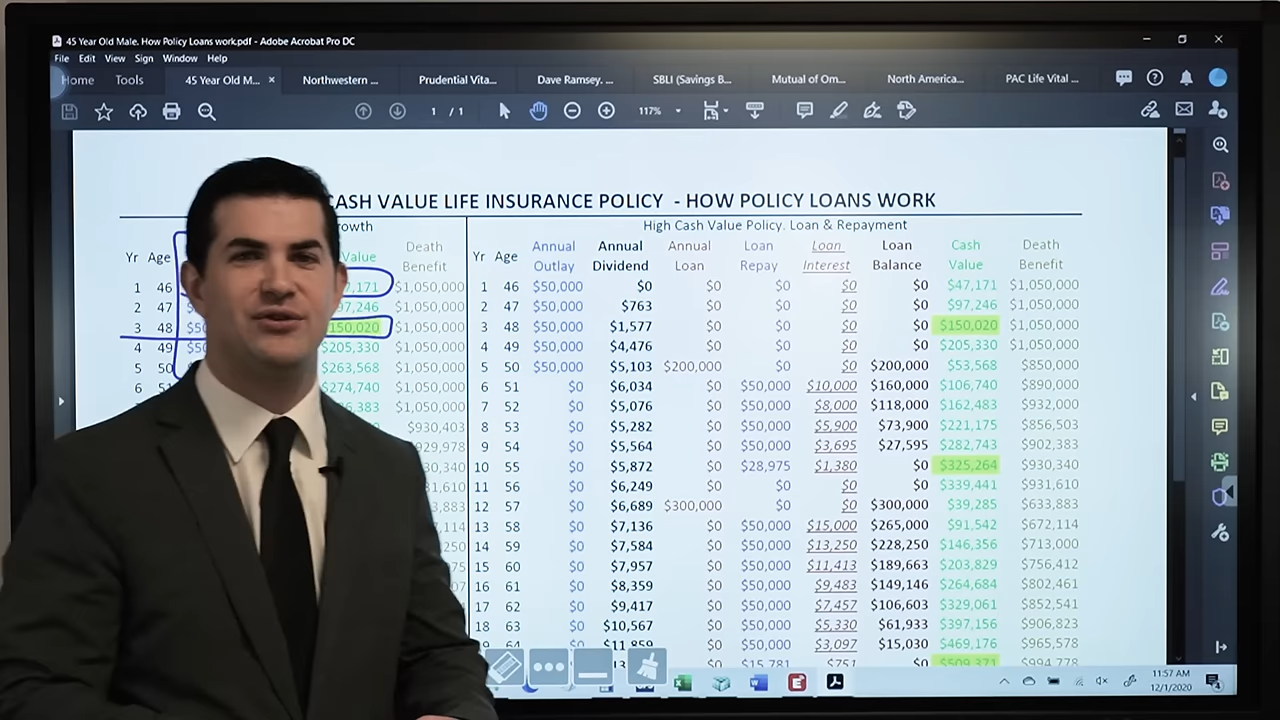 45 Year Old Male. How Policy Loans work.pdf - Adobe Acrobat Pro DC
File Edit View Sign Window Help
Home Tools 45 Year Old M... × Northwestern ... Prudential Vita... Dave Ramsey. ... SBLI (Savings B... Mutual of Om... North America... PAC Life Vital ...
1 / 1 117%
CASH VALUE LIFE INSURANCE POLICY - HOW POLICY LOANS WORK
High Cash Value Policy. Loan & Repayment
Yr Age Value Death Benefit Yr Age Annual Outlay Annual Dividend Annual Loan Loan Repay Loan Interest Loan Balance Cash Value Death Benefit
1 46 $1,050,000 1 46 $50,000 $0 $0 $0 $0 $0 $47,171 $1,050,000
2 47 $1,050,000 2 47 $50,000 $763 $0 $0 $0 $0 $97,246 $1,050,000
3 48 150,020 $1,050,000 3 48 $50,000 $1,577 $0 $0 $0 $0 $150,020 $1,050,000
4 49 $205,330 $1,050,000 4 49 $50,000 $4,476 $0 $0 $0 $0 $205,330 $1,050,000
5 50 $263,568 $1,050,000 5 50 $50,000 $5,103 $200,000 $0 $0 $200,000 $53,568 $850,000
6 $274,740 $1,050,000 6 51 $0 $6,034 $0 $50,000 $10,000 $160,000 $106,740 $890,000
$1,050,000 7 52 $0 $5,076 $0 $50,000 $8,000 $118,000 $162,483 $932,000
$930,403 8 53 $0 $5,282 $0 $50,000 $5,900 $73,900 $221,175 $856,503
929,978 9 54 $0 $5,564 $0 $50,000 $3,695 $27,595 $282,743 $902,383
30,340 10 55 $0 $5,872 $0 $28,975 $1,380 $0 $325,264 $930,340
11 56 $0 $6,249 $0 $0 $0 $0 $339,441 $931,610
12 57 $0 $6,689 $300,000 $0 $0 $300,000 $39,285 $633,883
13 58 $0 $7,136 $0 $50,000 $15,000 $265,000 $91,542 $672,114
14 59 $0 $7,584 $0 $50,000 $13,250 $228,250 $146,356 $713,000
15 60 $0 $7,957 $0 $50,000 $11,413 $189,663 $203,829 $756,412
16 61 $0 $8,359 $0 $50,000 $9,483 $149,146 $264,684 $802,461
17 62 $0 $9,417 $0 $50,000 $7,457 $106,603 $329,061 $852,541
18 63 $0 $10,567 $0 $50,000 $5,330 $61,933 $397,156 $906,823
64 $0 $11,859 $0 $50,000 $3,097 $15,030 $469,176 $965,578
$0 $15,781 $751 $0 $509,371 $994,778
11:57 AM
12/1/2020